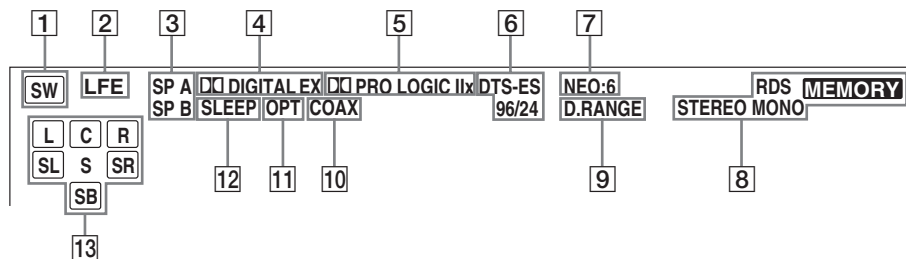 1 2 3 4 5 6 7
SW LFE SP A DIGITAL EX PRO LOGIC IIx DTS-ES NEO:6 RDS MEMORY
SP B SLEEP OPT COAX 96/24 D.RANGE STEREO MONO
L C R
SL S SR
SB
12 11 10 9 8
13